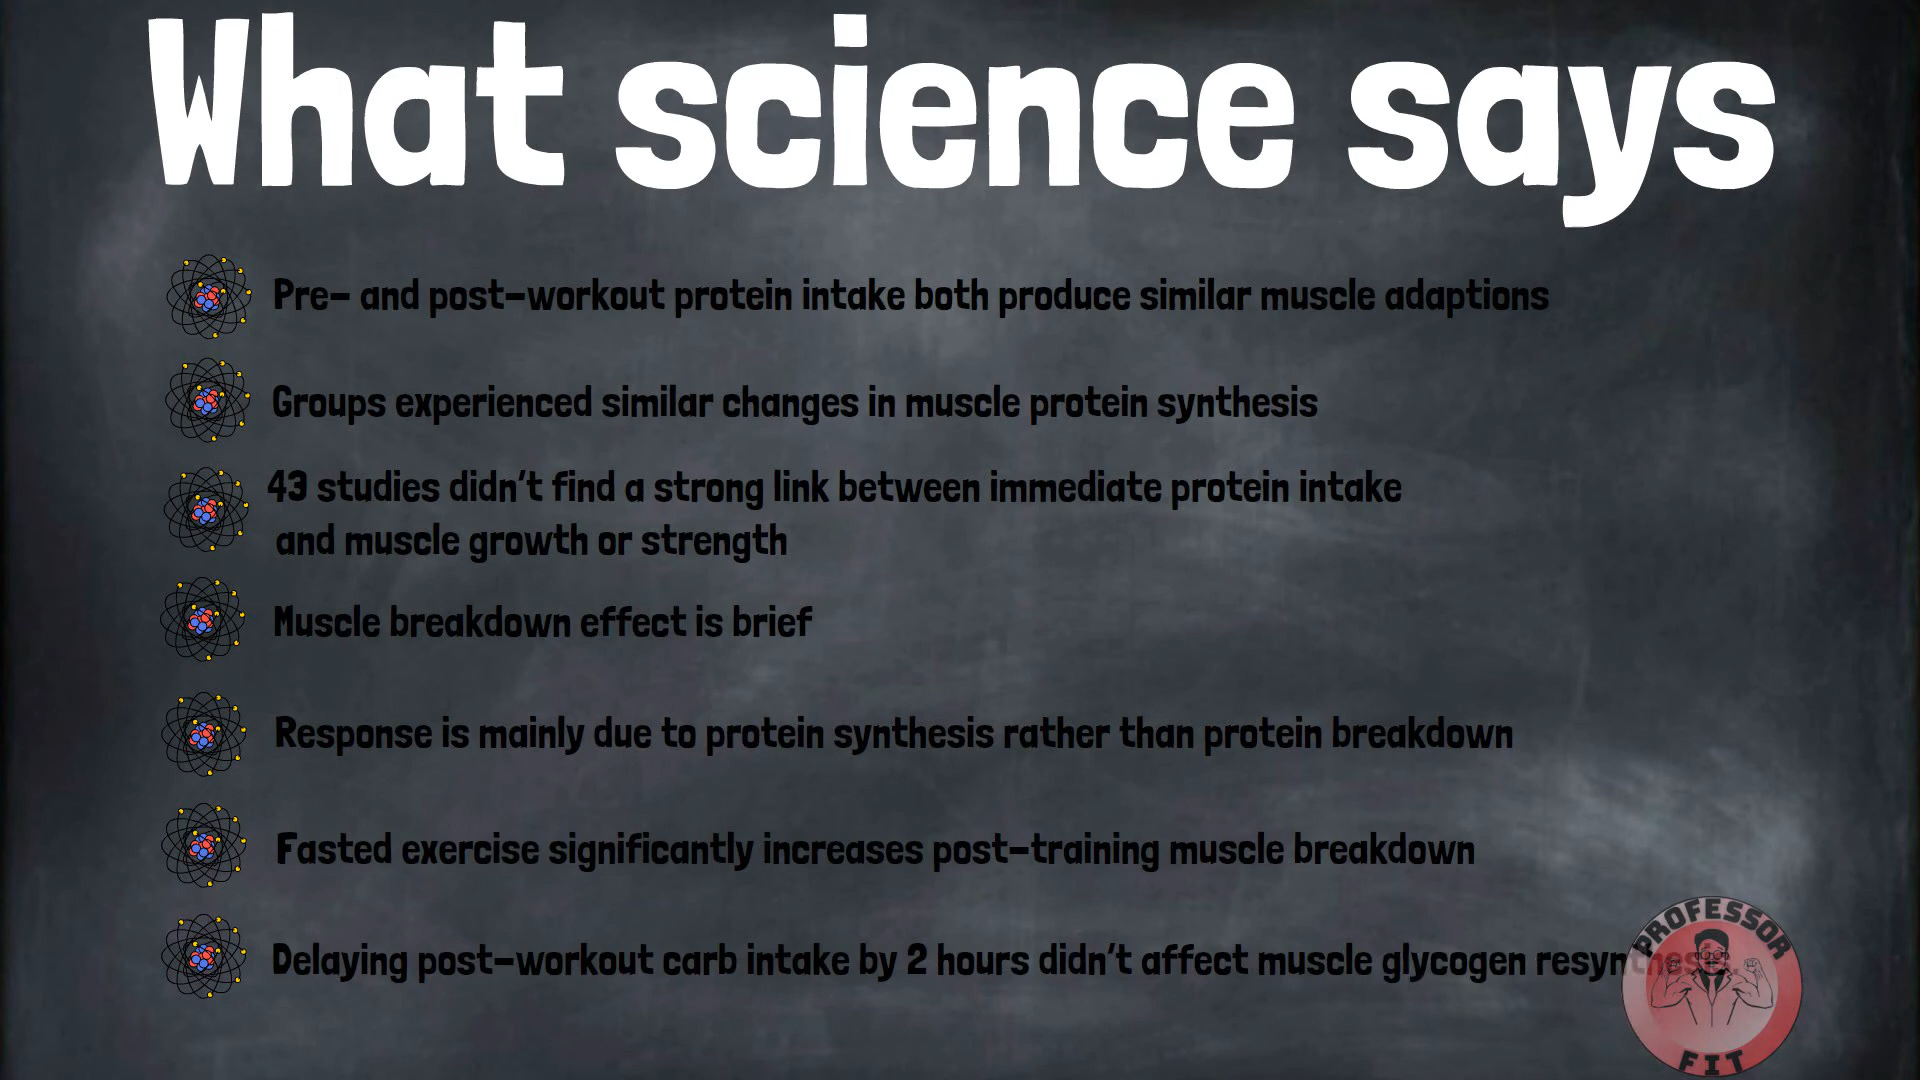 What science says
Pre- and post-workout protein intake both produce similar muscle adaptions
Groups experienced similar changes in muscle protein synthesis
43 studies didn't find a strong link between immediate protein intake
and muscle growth or strength
Muscle breakdown effect is brief
Response is mainly due to protein synthesis rather than protein breakdown
Fasted exercise significantly increases post-training muscle breakdown
Delaying post-workout carb intake by 2 hours didn't affect muscle glycogen resynthesis
PROFESSOR
FIT